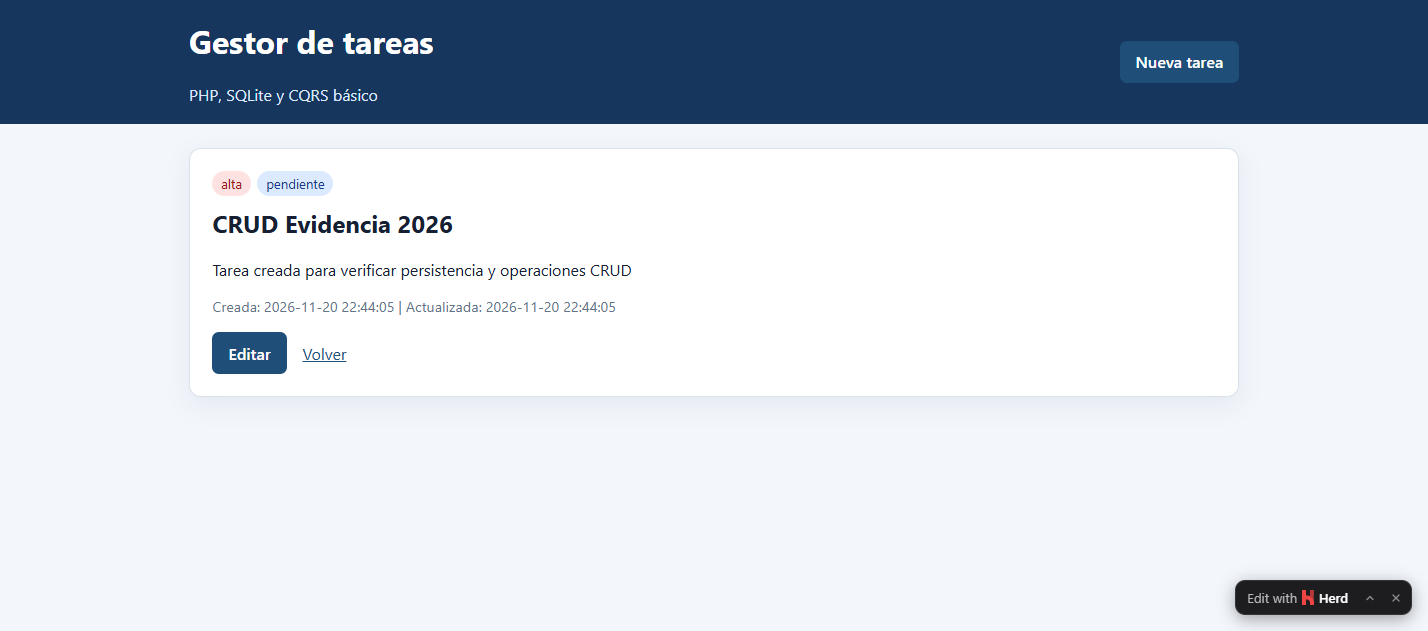 Gestor de tareas
Nueva tarea
PHP, SQLite y CQRS básico
alta pendiente
CRUD Evidencia 2026
Tarea creada para verificar persistencia y operaciones CRUD
Creada: 2026-11-20 22:44:05 | Actualizada: 2026-11-20 22:44:05
Editar Volver
Edit with Herd